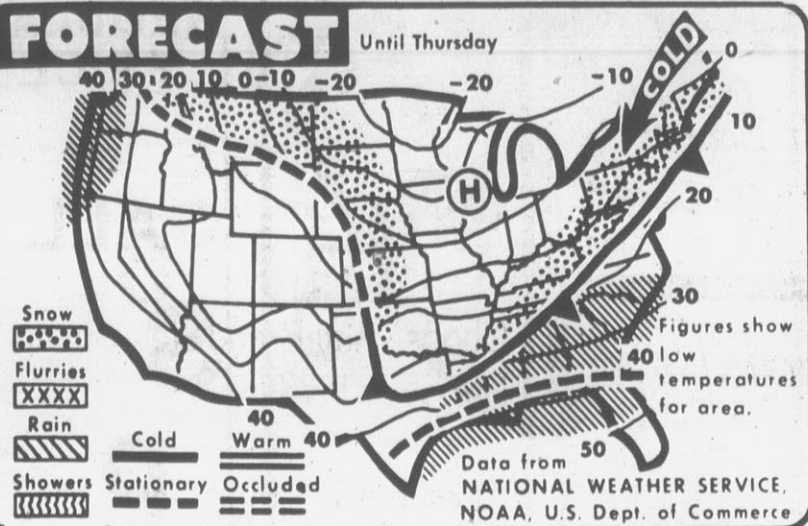 FORECAST
Until Thursday
40 30 20 10 0 -10 -20 -20 -10 0
COLD
10
H
20
30
Snow
Flurries
XXXX
Rain
Showers
Cold
Stationary
Warm
Occluded
40
40
40
50
Figures show
low
temperatures
for area.
Data from
NATIONAL WEATHER SERVICE,
NOAA, U.S. Dept. of Commerce